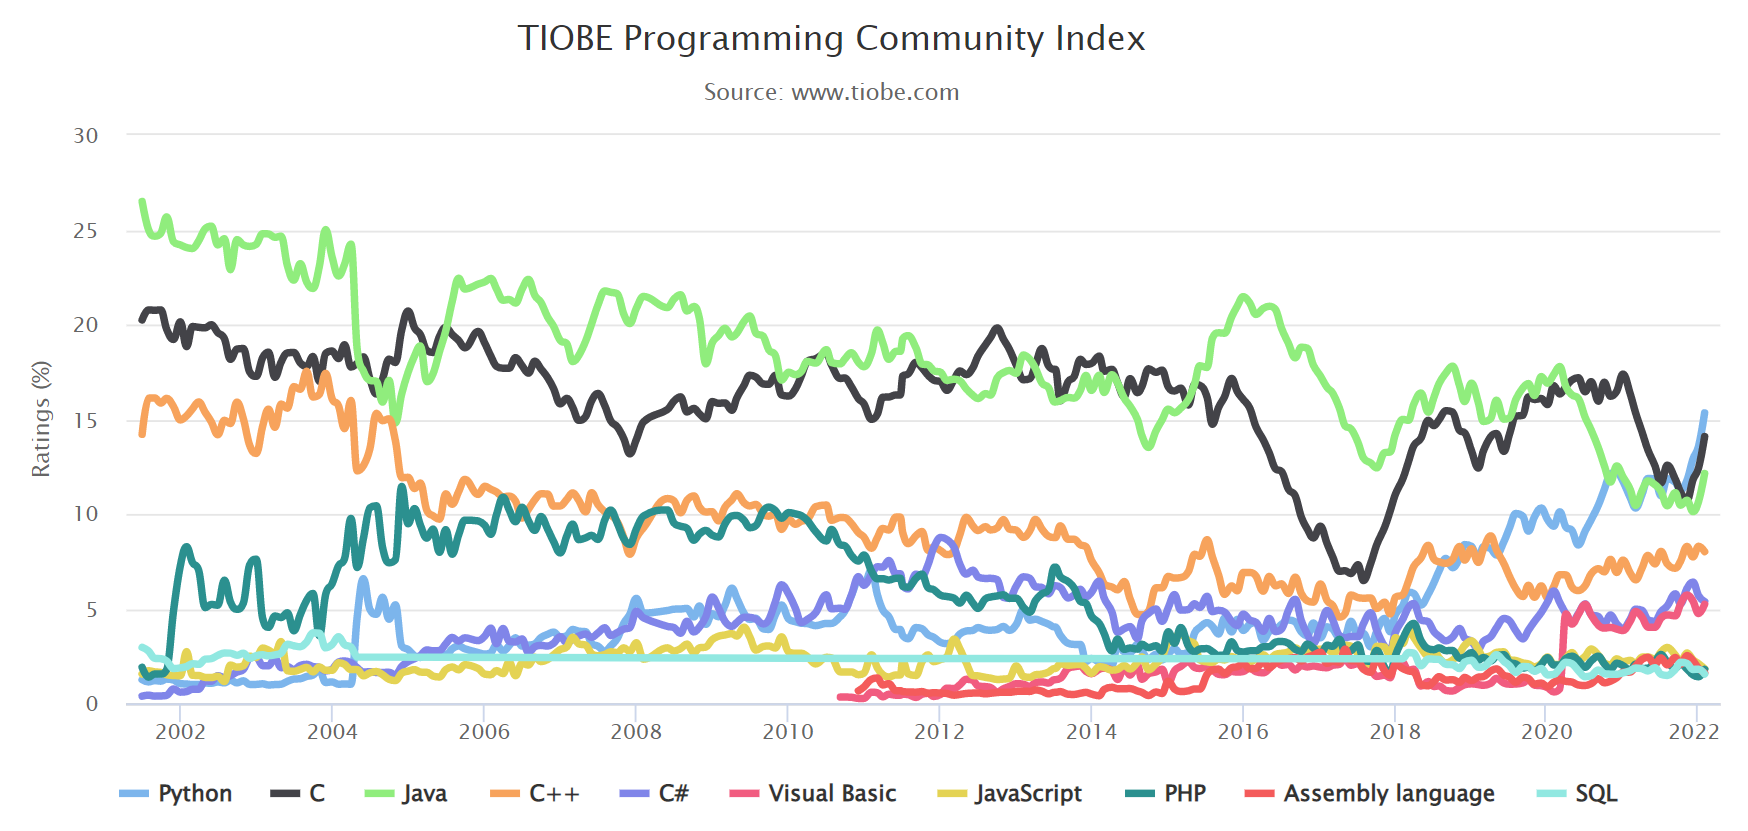 TIOBE Programming Community Index
Source: www.tiobe.com
Ratings (%)
30
25
20
15
10
5
0
2002 2004 2006 2008 2010 2012 2014 2016 2018 2020 2022
Python C Java C++ C# Visual Basic JavaScript PHP Assembly language SQL